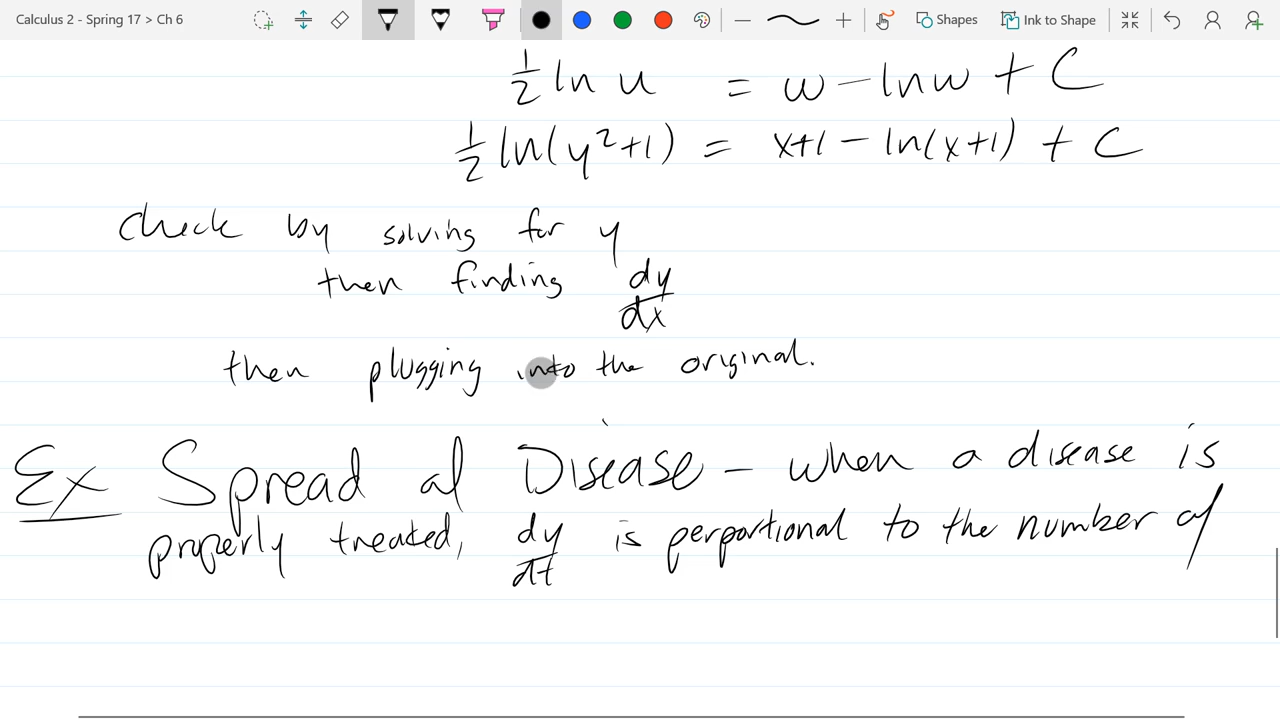 Calculus 2 - Spring 17 > Ch 6
Shapes
Ink to Shape
1/2 ln u = w - ln w + C
1/2 ln(y²+1) = x+1 - ln(x+1) + C
Check by solving for y
then finding dy/dx
then plugging into the original.
Ex Spread of Disease - when a disease is
properly treated, dy/dt is perportional to the number of